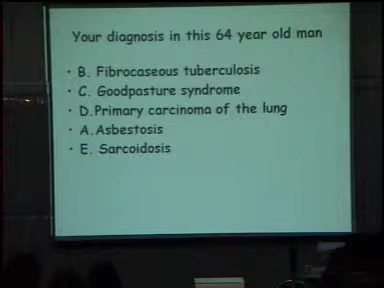 Your diagnosis in this 64 year old man
• B. Fibrocaseous tuberculosis
• C. Goodpasture syndrome
• D.Primary carcinoma of the lung
• A.Asbestosis
• E. Sarcoidosis